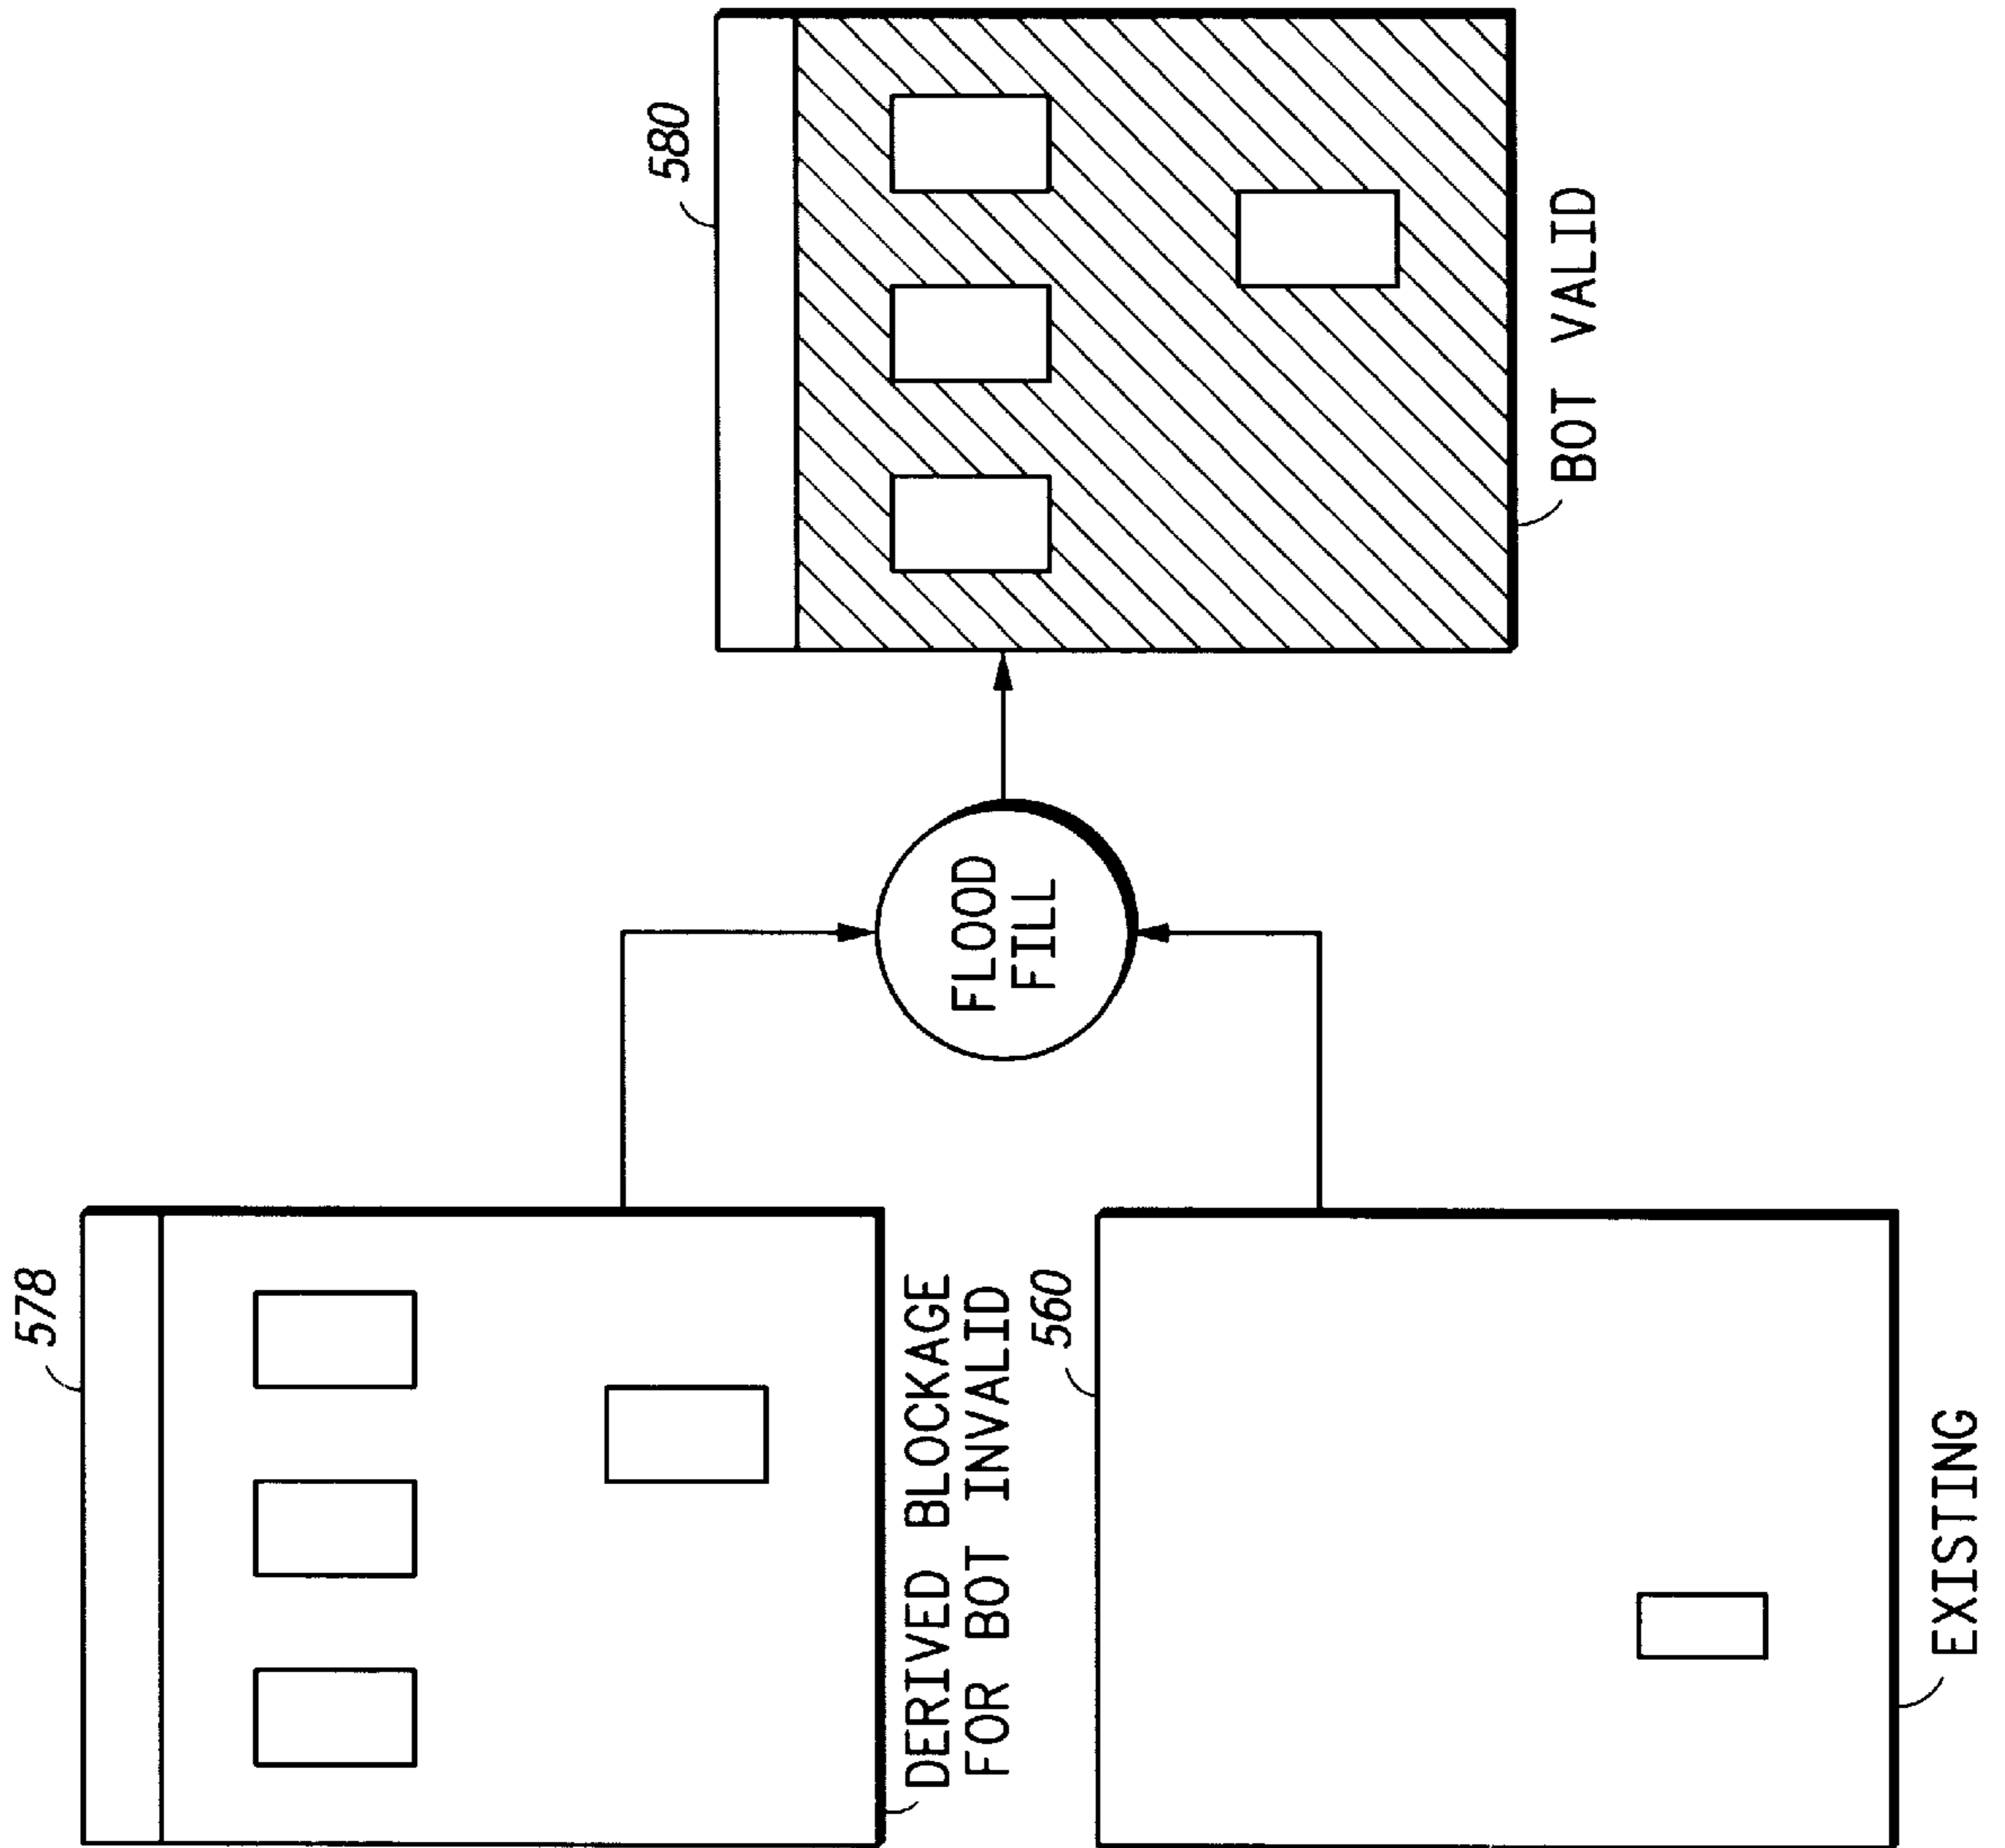 578
DERIVED BLOCKAGE
FOR BOT INVALID
560
EXISTING
FLOOD
FILL
580
BOT VALID